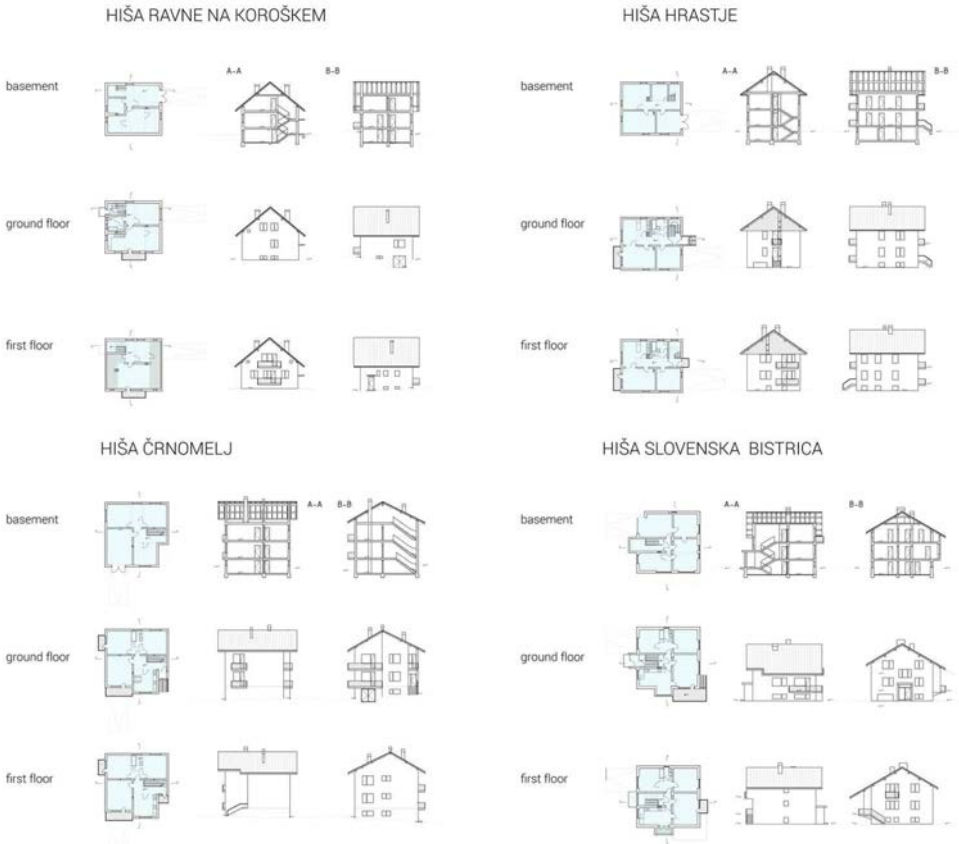 HIŠA RAVNE NA KOROŠKEM
basement
A-A
B-B
ground floor
first floor
HIŠA HRASTJE
basement
A-A
B-B
ground floor
first floor
HIŠA ČRNOMELJ
basement
A-A
B-B
ground floor
first floor
HIŠA SLOVENSKA BISTRICA
basement
A-A
B-B
ground floor
first floor